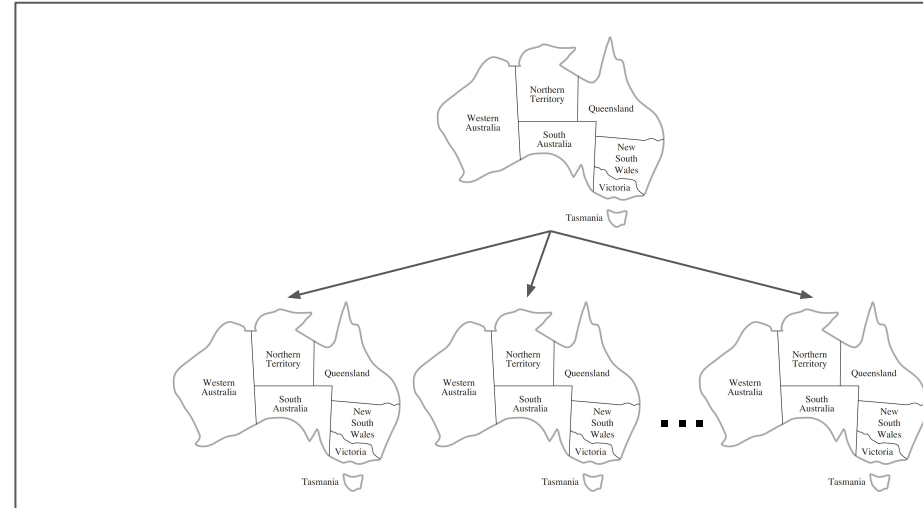 Northern
Territory
Western
Australia
Queensland
South
Australia
New
South
Wales
Victoria
Tasmania
Northern
Territory
Western
Australia
Queensland
South
Australia
New
South
Wales
Victoria
Tasmania
Northern
Territory
Western
Australia
Queensland
South
Australia
New
South
Wales
Victoria
Tasmania
Northern
Territory
Western
Australia
Queensland
South
Australia
New
South
Wales
Victoria
Tasmania